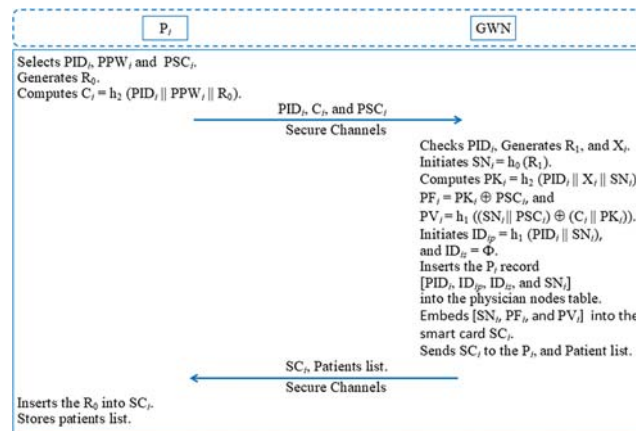 P_i GWN
Selects PID_i, PPW_i and PSC_i.
Generates R_0.
Computes C_i = h_2 (PID_i || PPW_i || R_0).
PID_i, C_i, and PSC_i
Secure Channels
Checks PID_i, Generates R_1, and X_i.
Initiates SN_i = h_0 (R_1).
Computes PK_i = h_2 (PID_i || X_i || SN_i)
PF_i = PK_i ⊕ PSC_i, and
PV_i = h_1 ((SN_i || PSC_i) ⊕ (C_i || PK_i)).
Initiates ID_ip = h_1 (PID_i || SN_i),
and ID_iz = Φ.
Inserts the P_i record
[PID_i, ID_ip, ID_iz, and SN_i]
into the physician nodes table.
Embeds [SN_i, PF_i, and PV_i] into the
smart card SC_i.
Sends SC_i to the P_i, and Patient list.
SC_i, Patients list.
Secure Channels
Inserts the R_0 into SC_i.
Stores patients list.